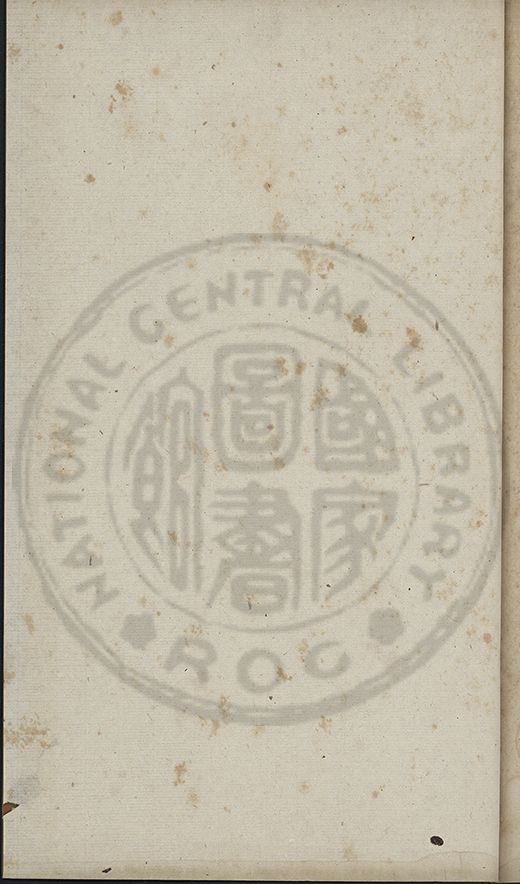 NATIONAL CENTRAL LIBRARY
國家
圖書
館
ROC